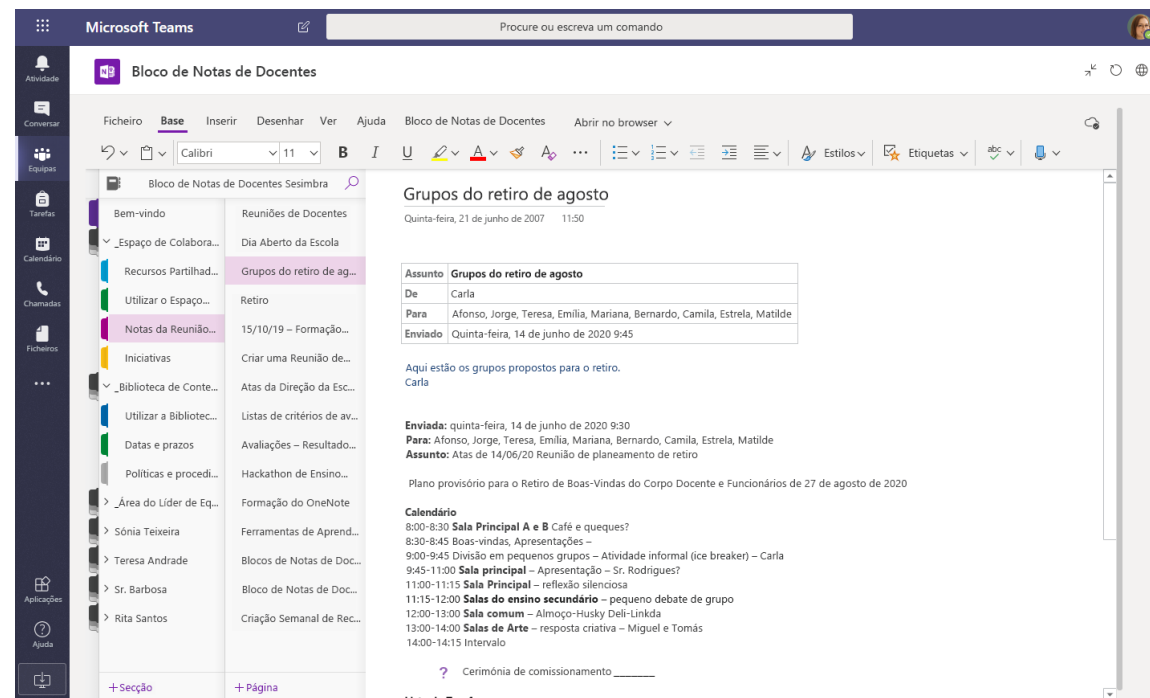 Microsoft Teams
Procure ou escreva um comando
Atividade
Conversar
Equipas
Tarefas
Calendário
Chamadas
Ficheiros
Aplicações
Ajuda
Bloco de Notas de Docentes
Ficheiro Base Inserir Desenhar Ver Ajuda Bloco de Notas de Docentes Abrir no browser
Calibri 11 B I U A A Estilos Etiquetas abc
Bloco de Notas de Docentes Sesimbra
Bem-vindo
_Espaço de Colabora...
Recursos Partilhad...
Utilizar o Espaço...
Notas da Reunião...
Iniciativas
_Biblioteca de Conte...
Utilizar a Bibliotec...
Datas e prazos
Políticas e procedi...
_Área do Líder de Eq...
Sónia Teixeira
Teresa Andrade
Sr. Barbosa
Rita Santos
+ Secção
Reuniões de Docentes
Dia Aberto da Escola
Grupos do retiro de ag...
Retiro
15/10/19 – Formação...
Criar uma Reunião de...
Atas da Direção da Esc...
Listas de critérios de av...
Avaliações – Resultado...
Hackathon de Ensino...
Formação do OneNote
Ferramentas de Aprend...
Blocos de Notas de Doc...
Bloco de Notas de Doc...
Criação Semanal de Rec...
+ Página
Grupos do retiro de agosto
Quinta-feira, 21 de junho de 2007 11:50
Assunto Grupos do retiro de agosto
De Carla
Para Afonso, Jorge, Teresa, Emília, Mariana, Bernardo, Camila, Estrela, Matilde
Enviado Quinta-feira, 14 de junho de 2020 9:45
Aqui estão os grupos propostos para o retiro.
Carla
Enviada: quinta-feira, 14 de junho de 2020 9:30
Para: Afonso, Jorge, Teresa, Emília, Mariana, Bernardo, Camila, Estrela, Matilde
Assunto: Atas de 14/06/20 Reunião de planeamento de retiro
Plano provisório para o Retiro de Boas-Vindas do Corpo Docente e Funcionários de 27 de agosto de 2020
Calendário
8:00-8:30 Sala Principal A e B Café e queques?
8:30-8:45 Boas-vindas, Apresentações –
9:00-9:45 Divisão em pequenos grupos – Atividade informal (ice breaker) – Carla
9:45-11:00 Sala principal – Apresentação – Sr. Rodrigues?
11:00-11:15 Sala Principal – reflexão silenciosa
11:15-12:00 Salas do ensino secundário – pequeno debate de grupo
12:00-13:00 Sala comum – Almoço-Husky Deli-Linkda
13:00-14:00 Salas de Arte – resposta criativa – Miguel e Tomás
14:00-14:15 Intervalo
? Cerimónia de comissionamento _______